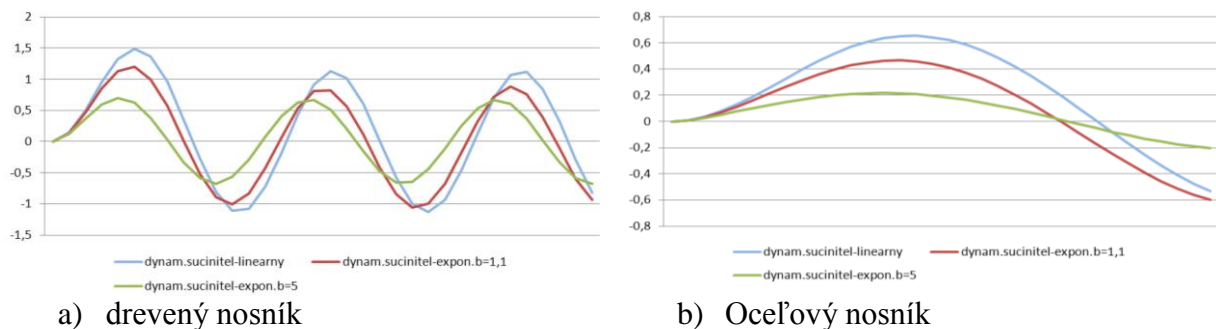 2
1,5
1
0,5
0
-0,5
-1
-1,5
dynam.sucinitel-linearny
dynam.sucinitel-expon.b=1,1
dynam.sucinitel-expon.b=5
a) drevený nosník
0,8
0,6
0,4
0,2
0
-0,2
-0,4
-0,6
-0,8
dynam.sucinitel-linearny
dynam.sucinitel-expon.b=1,1
dynam.sucinitel-expon.b=5
b) Oceľový nosník